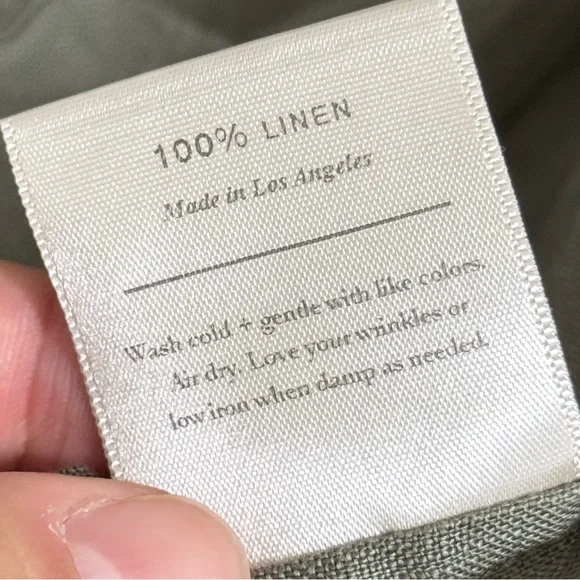 100% LINEN
Made in Los Angeles
Wash cold + gentle with like colors.
Air dry. Love your wrinkles or
low iron when damp as needed.